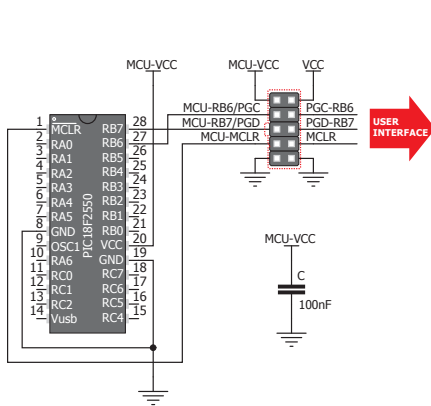 MCU-VCC
MCU-VCC VCC
MCU-RB6/PGC PGC-RB6
MCU-RB7/PGD PGD-RB7
MCU-MCLR MCLR
USER
INTERFACE
1 MCLR RB7 28
2 RA0 RB6 27
3 RA1 RB5 26
4 RA2 RB4 25
5 RA3 RB3 24
6 RA4 RB2 23
7 RA5 RB1 22
8 GND RB0 21
9 OSC1 VCC 20
10 RA6 GND 19
11 RC0 RC7 18
12 RC1 RC6 17
13 RC2 RC5 16
14 Vusb RC4 15
PIC18F2550
MCU-VCC
C
100nF